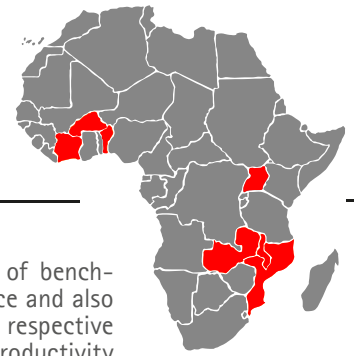 of bench-
ce and also
respective
roductivity